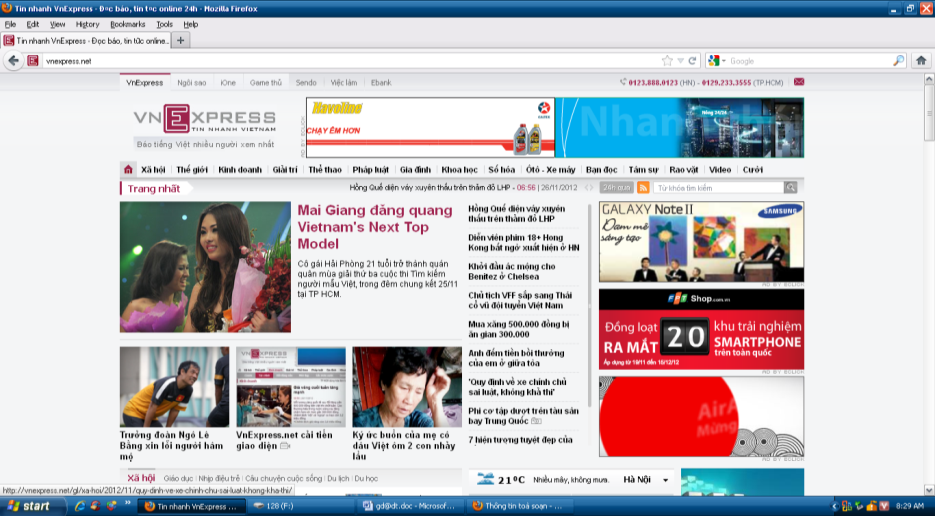 Tin nhanh VnExpress - Đọc báo, tin tức online 24h - Mozilla Firefox
File Edit View History Bookmarks Tools Help
Tin nhanh VnExpress - Đọc báo, tin tức online...
vnexpress.net
Google
VnExpress Ngôi sao iOne Game thủ Sendo Việc làm Ebank
0123.888.0123 (HN) - 0129.233.3555 (TP.HCM)
VNEXPRESS
TIN NHANH VIỆT NAM
Báo tiếng Việt nhiều người xem nhất
Havoline
CHẠY ÊM HƠN
Xã hội Thế giới Kinh doanh Giải trí Thể thao Pháp luật Gia đình Khoa học Số hóa Ôtô - Xe máy Bạn đọc Tâm sự Rao vặt Video Cười
Trang nhất
Hồng Quế diện váy xuyên thấu trên thảm đỏ LHP - 06:56 | 26/11/2012
24h qua
Từ khóa tìm kiếm
Mai Giang đăng quang
Vietnam's Next Top
Model
Cô gái Hải Phòng 21 tuổi trở thành quán
quân mùa giải thứ ba cuộc thi Tìm kiếm
người mẫu Việt, trong đêm chung kết 25/11
tại TP HCM.
Hồng Quế diện váy xuyên
thấu trên thảm đỏ LHP
Diễn viên phim 18+ Hong
Kong bất ngờ xuất hiện ở HN
Khởi đầu ác mộng cho
Benitez ở Chelsea
Chủ tịch VFF sắp sang Thái
cổ vũ đội tuyển Việt Nam
Mua xăng 500.000 đồng bị
ăn gian 300.000
Anh đếm tiền bồi thường
của em ở giữa tòa
'Quy định về xe chính chủ
sai luật, không khả thi'
Phi cơ tập dượt trên tàu sân
bay Trung Quốc
7 hiện tượng tuyệt đẹp của
GALAXY Note II
SAMSUNG
Đam mê
sáng tạo
AD BY ECLICK
FPT Shop.com.vn
Đồng loạt
RA MẮT
20
khu trải nghiệm
SMARTPHONE
trên toàn quốc
Áp dụng từ 19/11 đến 16/12/12
AD BY ECLICK
AirA
Mừng
Trưởng đoàn Ngô Lê
Bằng xin lỗi người hâm
mộ
VnExpress.net cải tiến
giao diện
Ký ức buồn của mẹ cô
dâu Việt ôm 2 con nhảy
lầu
Xã hội Giáo dục Nhịp điệu trẻ Câu chuyện cuộc sống Du lịch Du học
21°C Nhiều mây, không mưa. Hà Nội
http://vnexpress.net/gl/xa-hoi/2012/11/quy-dinh-ve-xe-chinh-chu-sai-luat-khong-kha-thi/
start
Tin nhanh VnExpress ...
128 (F:)
gd@dt.doc - Microsof...
Thông tin toà soạn - ...
8:29 AM